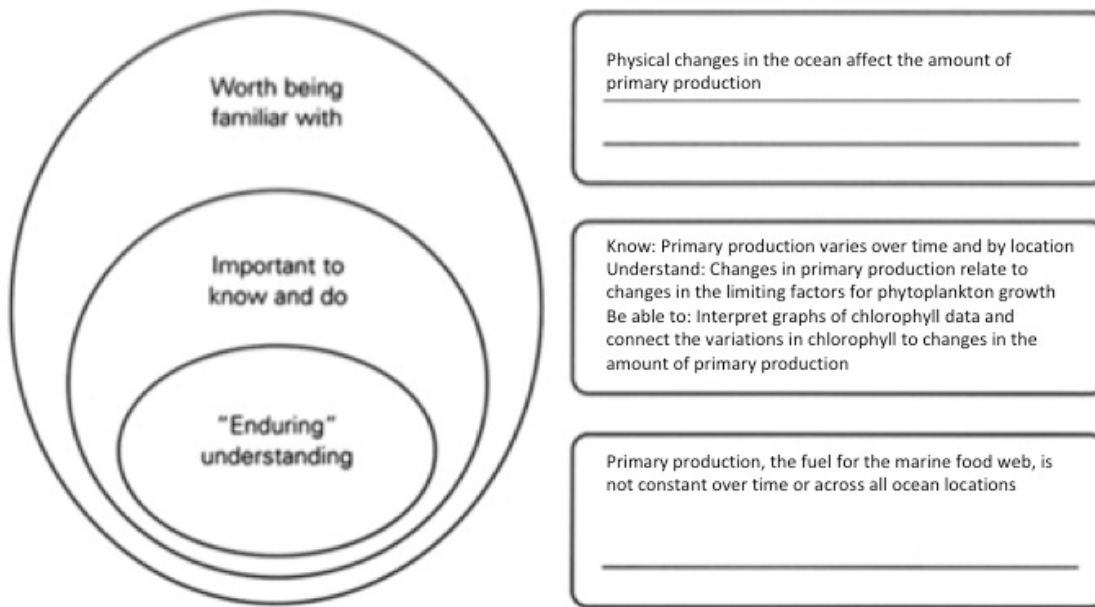 Worth being
familiar with
Important to
know and do
"Enduring"
understanding
Physical changes in the ocean affect the amount of
primary production
Know: Primary production varies over time and by location
Understand: Changes in primary production relate to
changes in the limiting factors for phytoplankton growth
Be able to: Interpret graphs of chlorophyll data and
connect the variations in chlorophyll to changes in the
amount of primary production
Primary production, the fuel for the marine food web, is
not constant over time or across all ocean locations